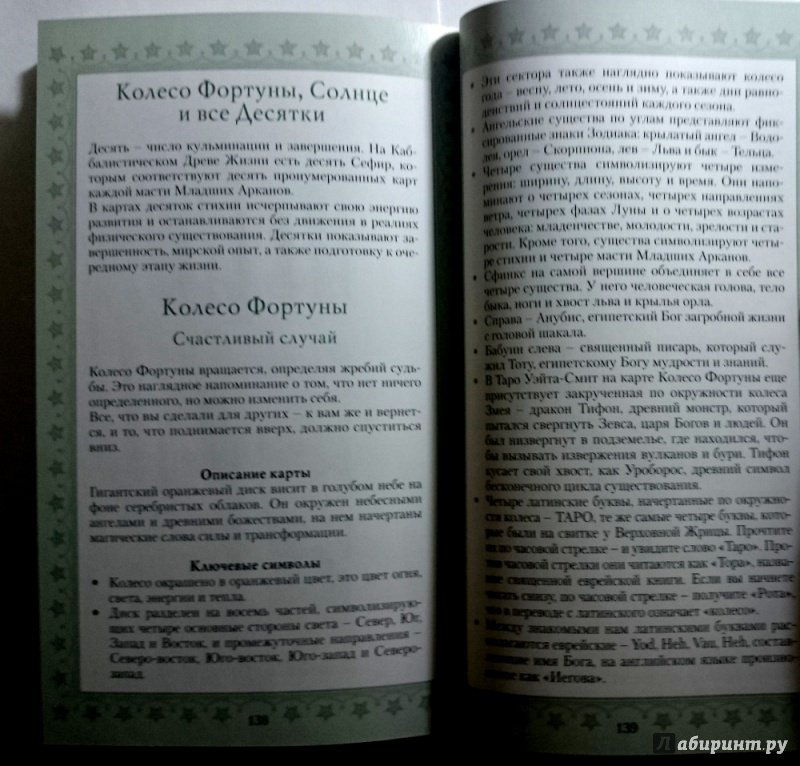 Колесо Фортуны, Солнце
и все Десятки
Десять – число кульминации и завершения. На Каб-
балистическом Древе Жизни есть десять Сефир, ко-
торым соответствуют десять пронумерованных карт
каждой масти Младших Арканов.
В картах десяток стихии исчерпывают свою энергию
развития и останавливаются без движения в реалиях
физического существования. Десятки показывают за-
вершенность, мирской опыт, а также подготовку к оче-
редному этапу жизни.
Колесо Фортуны
Счастливый случай
Колесо Фортуны вращается, определяя жребий судь-
бы. Это наглядное напоминание о том, что нет ничего
определенного, но можно изменить себя.
Все, что вы сделали для других – к вам же и вернет-
ся, и то, что поднимается вверх, должно спуститься
вниз.
Описание карты
Гигантский оранжевый диск висит в голубом небе на
фоне серебристых облаков. Он окружен небесными
ангелами и древними божествами, на нем начертаны
магические слова силы и трансформации.
Ключевые символы
• Колесо окрашено в оранжевый цвет, это цвет огня,
света, энергии и тепла.
• Диск разделен на восемь частей, символизирую-
щих четыре основные стороны света – Север, Юг,
Запад и Восток, и промежуточные направления –
Северо-восток, Юго-восток, Юго-запад и Северо-
запад.
138
• Эти сектора также наглядно показывают колесо
года – весну, лето, осень и зиму, а также дни равно-
действий и солнцестояний каждого сезона.
• Ангельские существа по углам представляют фик-
сированные знаки Зодиака: крылатый ангел – Водо-
лея, орел – Скорпиона, лев – Льва и бык – Тельца.
• Четыре существа символизируют четыре изме-
рения: ширину, длину, высоту и время. Они напо-
минают о четырех сезонах, четырех направлениях
ветра, четырех фазах Луны и о четырех возрастах
человека: младенчестве, молодости, зрелости и ста-
рости. Кроме того, существа символизируют четы-
ре стихии и четыре масти Младших Арканов.
• Сфинкс на самой вершине объединяет в себе все
четыре существа. У него человеческая голова, тело
быка, ноги и хвост льва и крылья орла.
• Справа – Анубис, египетский Бог загробной жизни
с головой шакала.
• Бабуин слева – священный писарь, который слу-
жил Тоту, египетскому Богу мудрости и знаний.
• В Таро Уэйта-Смит на карте Колесо Фортуны еще
присутствует закрученная по окружности колеса
Змея – дракон Тифон, древний монстр, который
пытался свергнуть Зевса, царя Богов и людей. Он
был низвергнут в подземелье, где находился, что-
бы вызывать извержения вулканов и бури. Тифон
кусает свой хвост, как Уроборос, древний символ
бесконечного цикла существования.
• Четыре латинские буквы, начертанные по окружно-
сти колеса – ТАРО, те же самые четыре буквы, кото-
рые были на свитке у Верховной Жрицы. Прочтите
их по часовой стрелке – и увидите слово «Таро». Про-
тив часовой стрелки они читаются как «Тора», назва-
ние священной еврейской книги. Если вы начнете
читать снизу, по часовой стрелке – получите «Рота»,
что в переводе с латинского означает «колесо».
• Между знакомыми нам латинскими буквами рас-
полагаются еврейские – Yod, Heh, Vau, Heh, состав-
ляющие имя Бога, на английском языке произно-
симое как «Иегова».
139
Лабиринт.ру